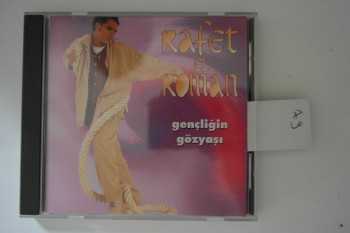 Rafet
el
Roman
gençliğin
gözyaşı